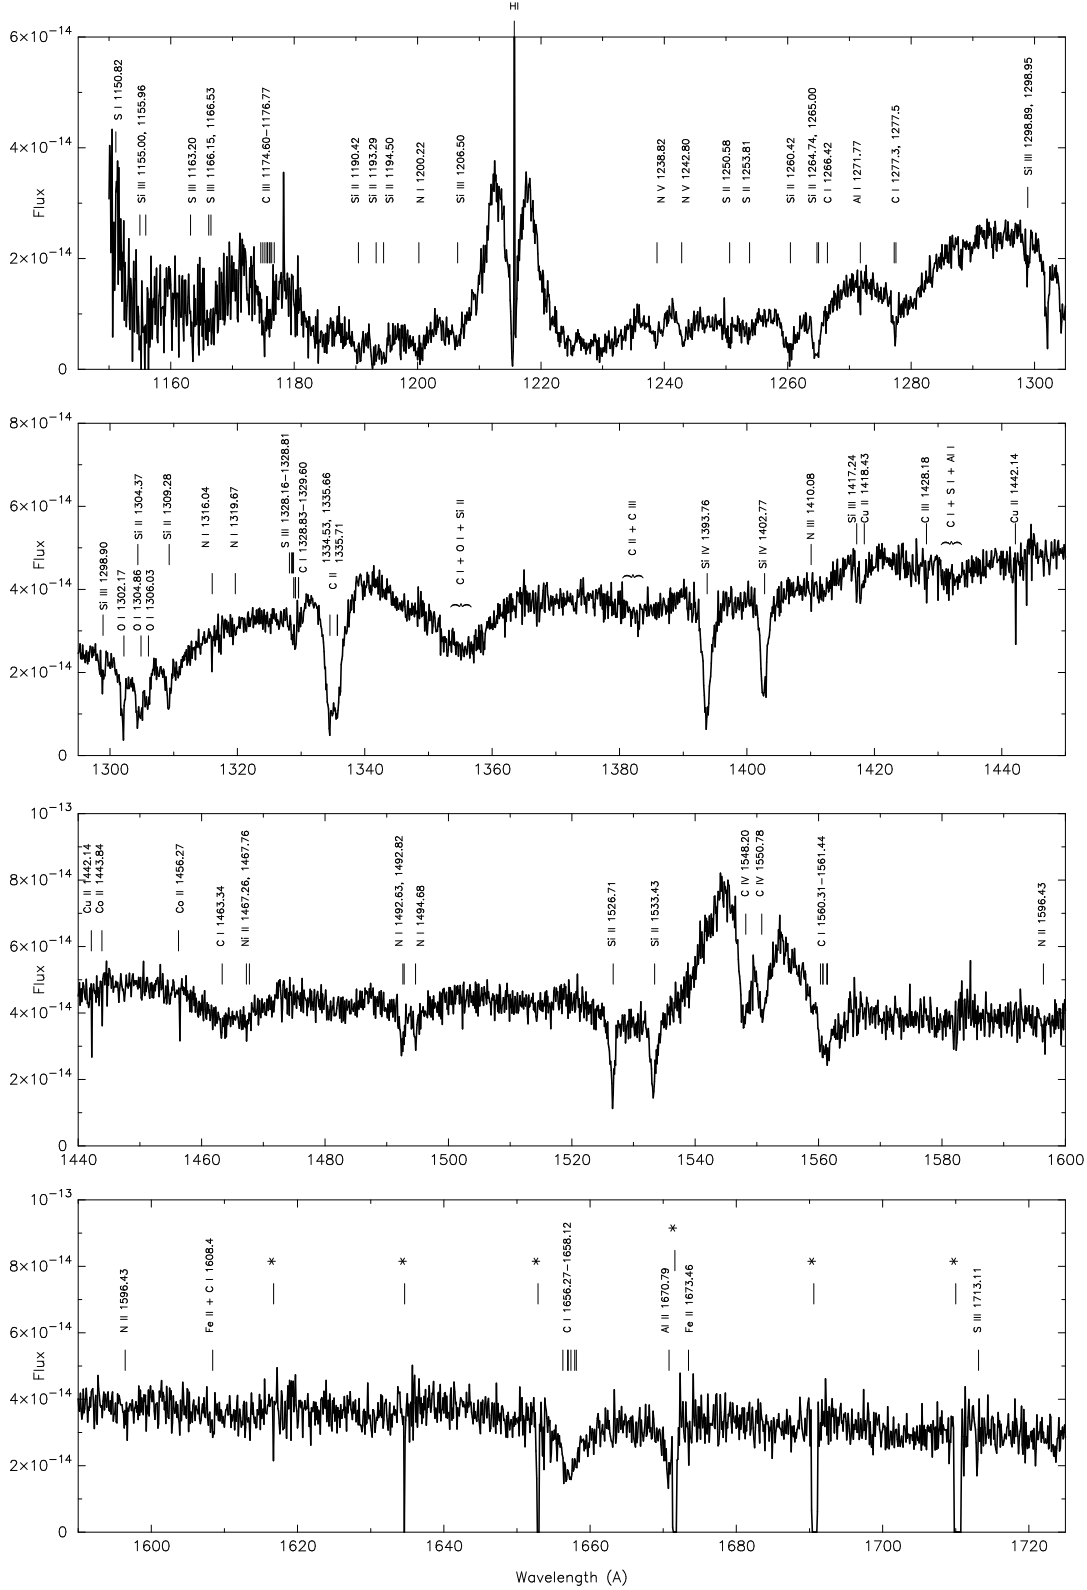 HI
6×10⁻¹⁴
4×10⁻¹⁴
2×10⁻¹⁴
0
Flux
S I 1150.82
Si III 1155.00, 1155.96
S III 1163.20
S III 1166.15, 1166.53
C III 1174.60-1176.77
Si II 1190.42
Si II 1193.29
Si II 1194.50
N I 1200.22
Si III 1206.50
N V 1238.82
N V 1242.80
S II 1250.58
S II 1253.81
Si II 1260.42
Si II 1264.74, 1265.00
C I 1266.42
Al I 1271.77
C I 1277.3, 1277.5
Si III 1298.89, 1298.95
1160 1180 1200 1220 1240 1260 1280 1300
8×10⁻¹⁴
6×10⁻¹⁴
4×10⁻¹⁴
2×10⁻¹⁴
0
Flux
Si III 1298.90
O I 1302.17
O I 1304.86
Si II 1304.37
O I 1306.03
Si II 1309.28
N I 1316.04
N I 1319.67
S III 1328.16-1328.81
C I 1328.83-1329.60
C II 1334.53, 1335.66
1335.71
C I + O I + Si II
C II + C III
Si IV 1393.76
Si IV 1402.77
N III 1410.08
Si III 1417.24
Cu II 1418.43
C III 1428.18
C I + S I + Al I
Cu II 1442.14
1300 1320 1340 1360 1380 1400 1420 1440
10⁻¹³
8×10⁻¹⁴
6×10⁻¹⁴
4×10⁻¹⁴
2×10⁻¹⁴
0
Flux
Cu II 1442.14
Co II 1443.84
Co II 1456.27
C I 1463.34
Ni II 1467.26, 1467.76
N I 1492.63, 1492.82
N I 1494.68
Si II 1526.71
Si II 1533.43
C IV 1548.20
C IV 1550.78
C I 1560.31-1561.44
N II 1596.43
1440 1460 1480 1500 1520 1540 1560 1580 1600
10⁻¹³
8×10⁻¹⁴
6×10⁻¹⁴
4×10⁻¹⁴
2×10⁻¹⁴
0
Flux
N II 1596.43
Fe II + C I 1608.4
*
*
*
C I 1656.27-1658.12
Al II 1670.79
*
Fe II 1673.46
*
*
S III 1713.11
1600 1620 1640 1660 1680 1700 1720
Wavelength (A)